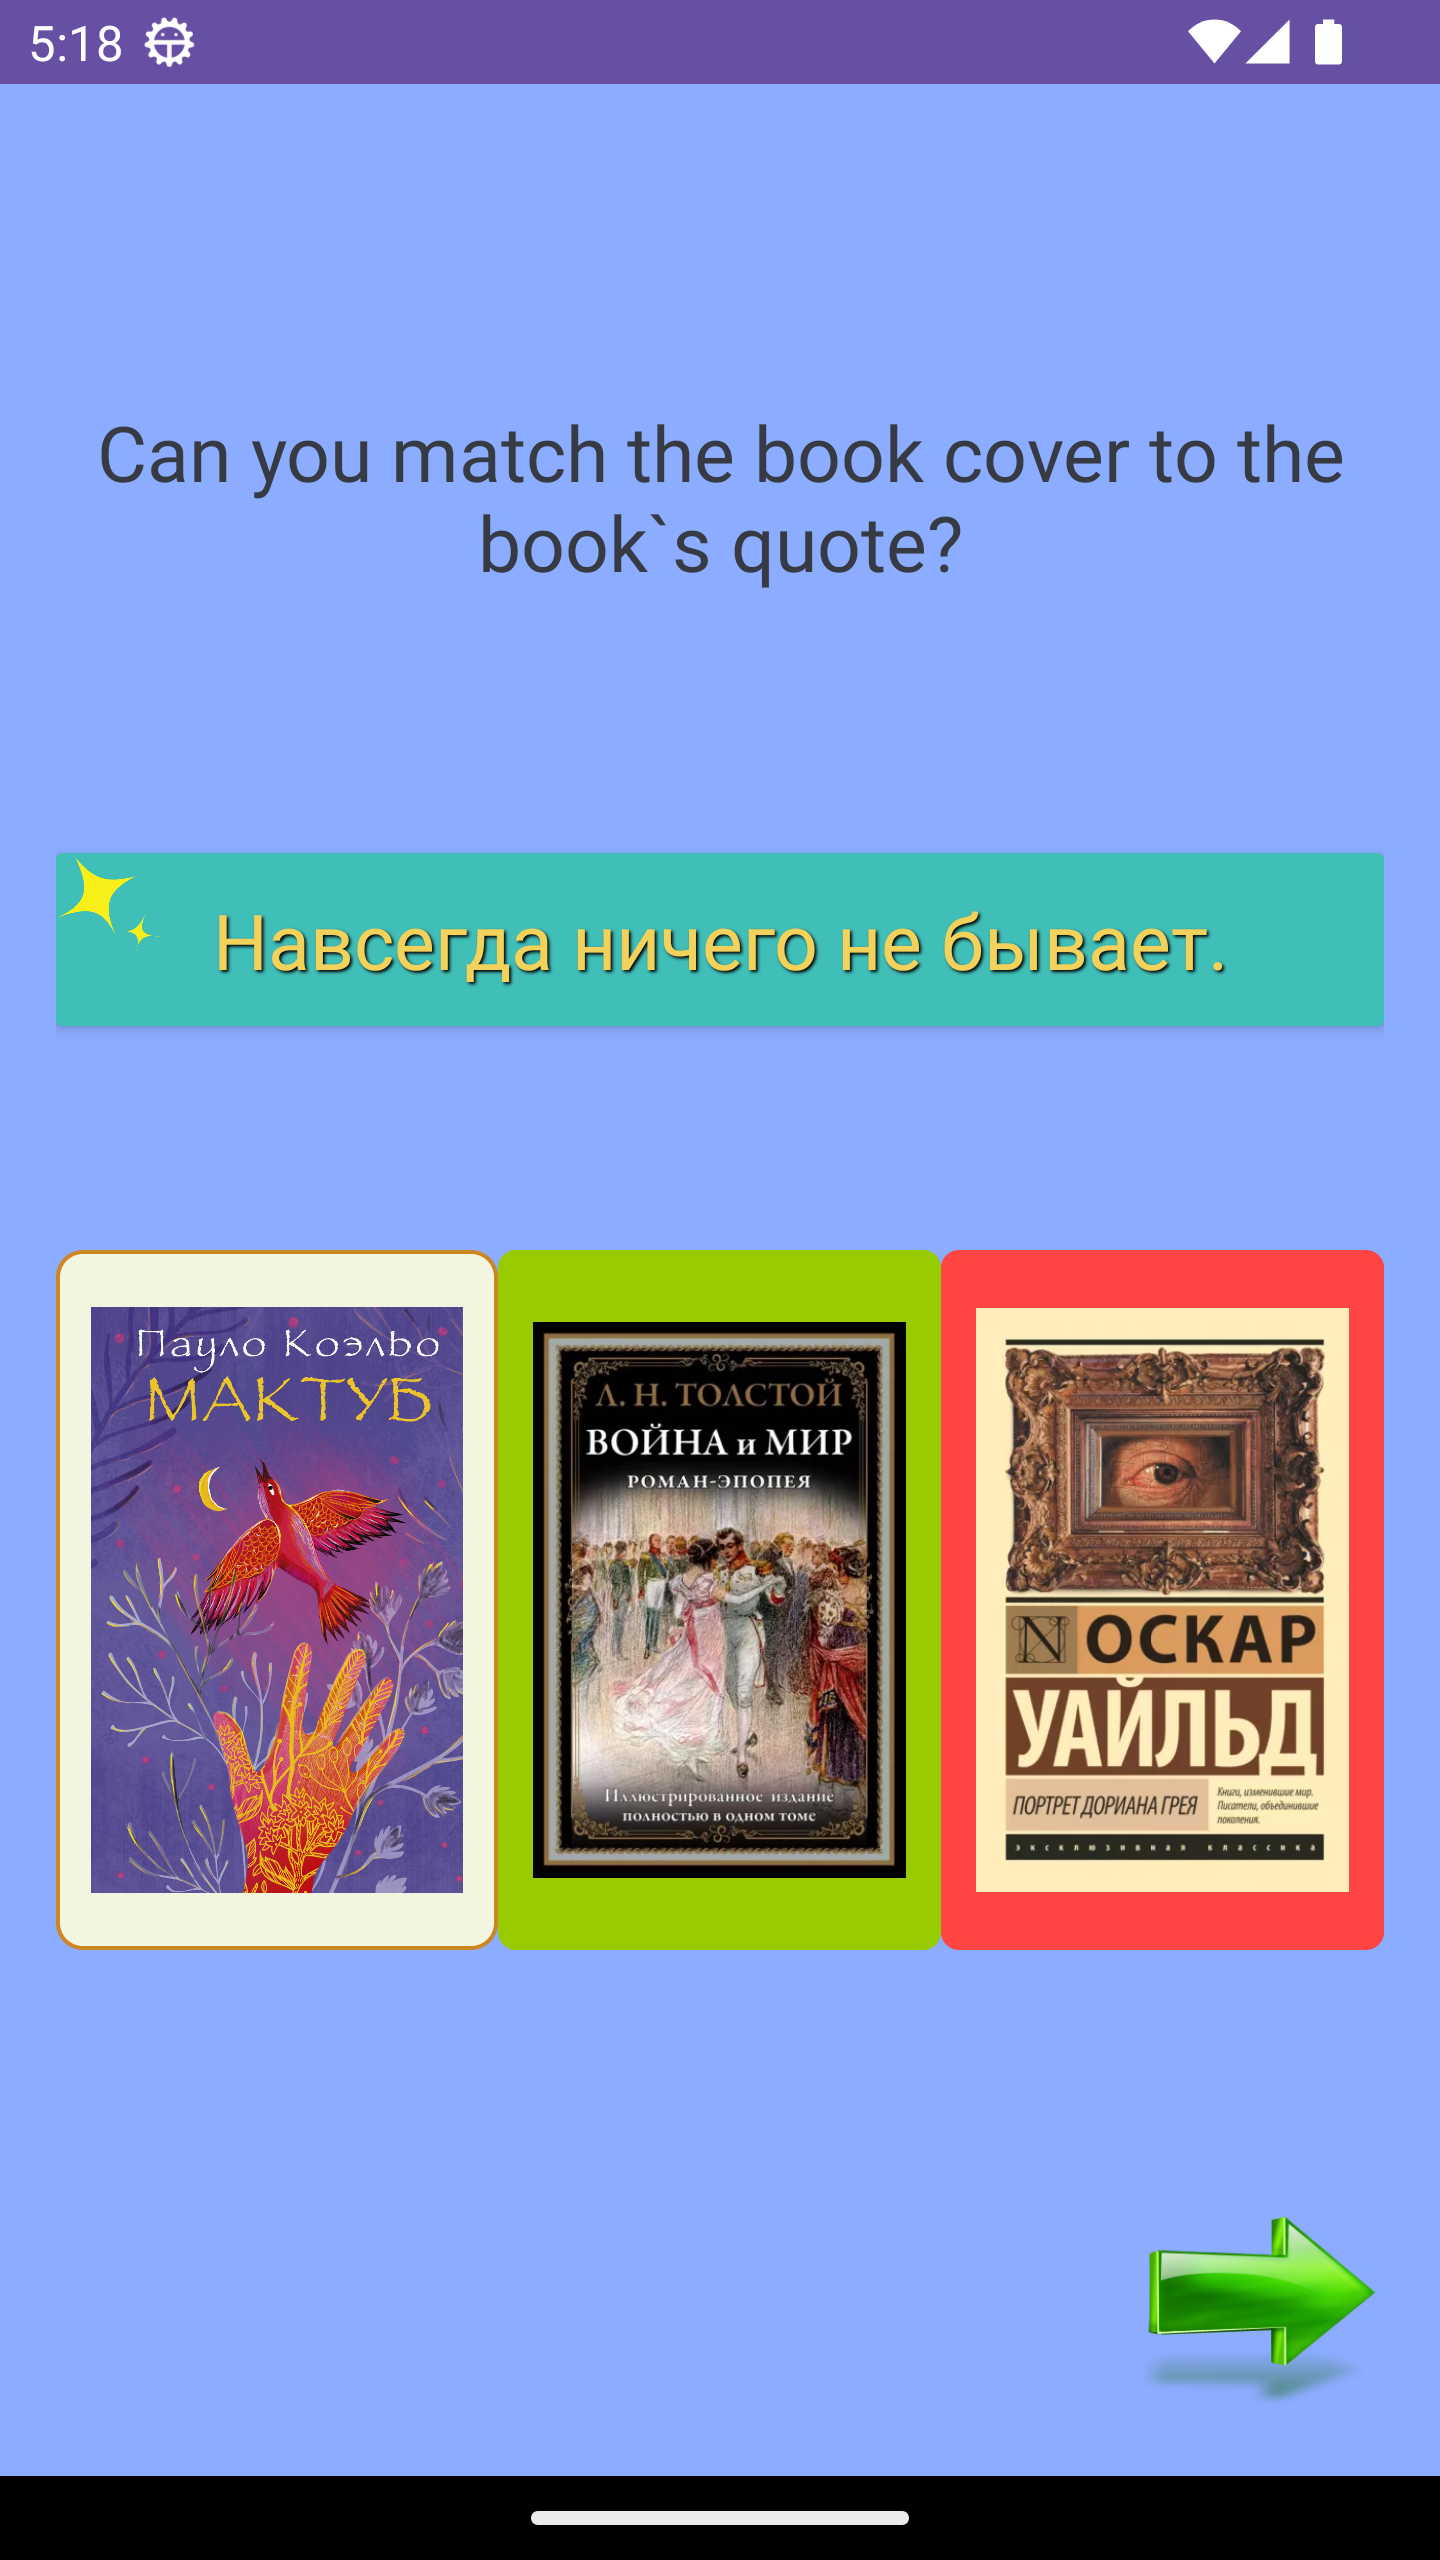 5:18
Can you match the book cover to the
book`s quote?
Навсегда ничего не бывает.
Пауло Коэльо
МАКТУБ
Л. Н. ТОЛСТОЙ
ВОЙНА и МИР
РОМАН-ЭПОПЕЯ
Иллюстрированное издание
полностью в одном томе
N ОСКАР
УАЙЛЬД
ПОРТРЕТ ДОРИАНА ГРЕЯ
Книги, изменившие мир.
Писатели, объединившие
поколения.
эксклюзивная классика